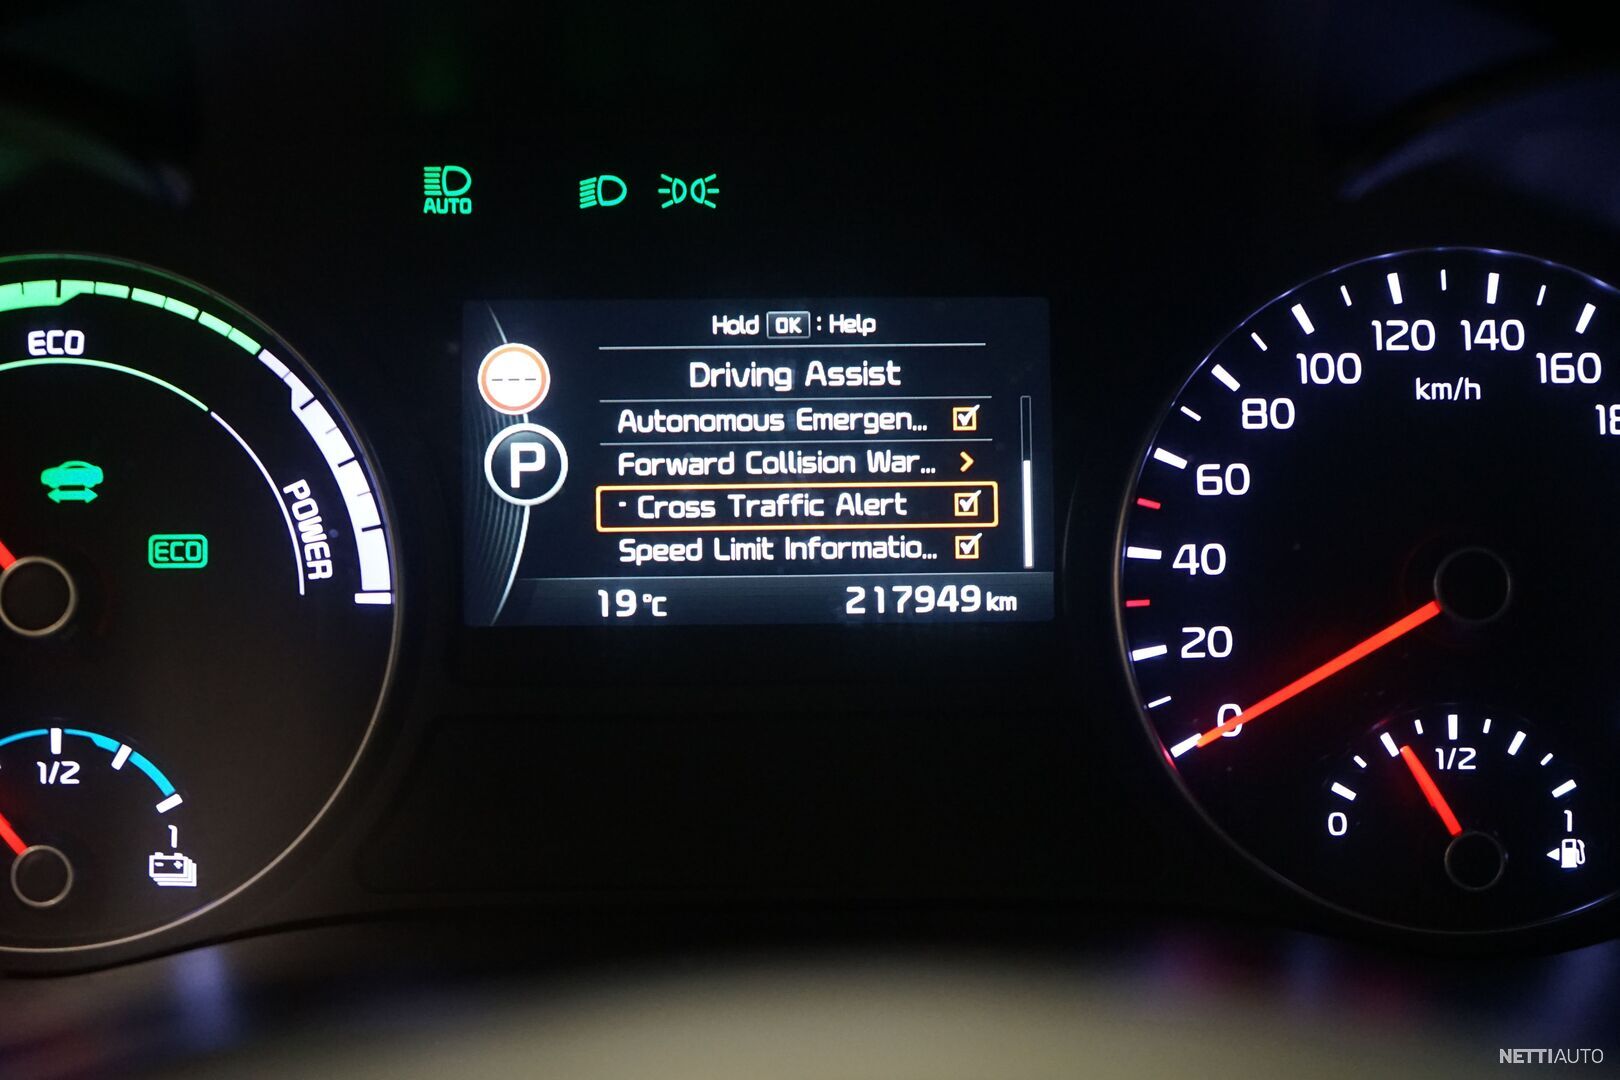 AUTO
ECO
POWER
ECO
1/2
1
Hold OK : Help
Driving Assist
---
Autonomous Emergen...
P
Forward Collision War... >
- Cross Traffic Alert
Speed Limit Informatio...
19°C 217949 km
0
20
40
60
80
100
120
140
160
km/h
0
1/2
1
NETTIAUTO